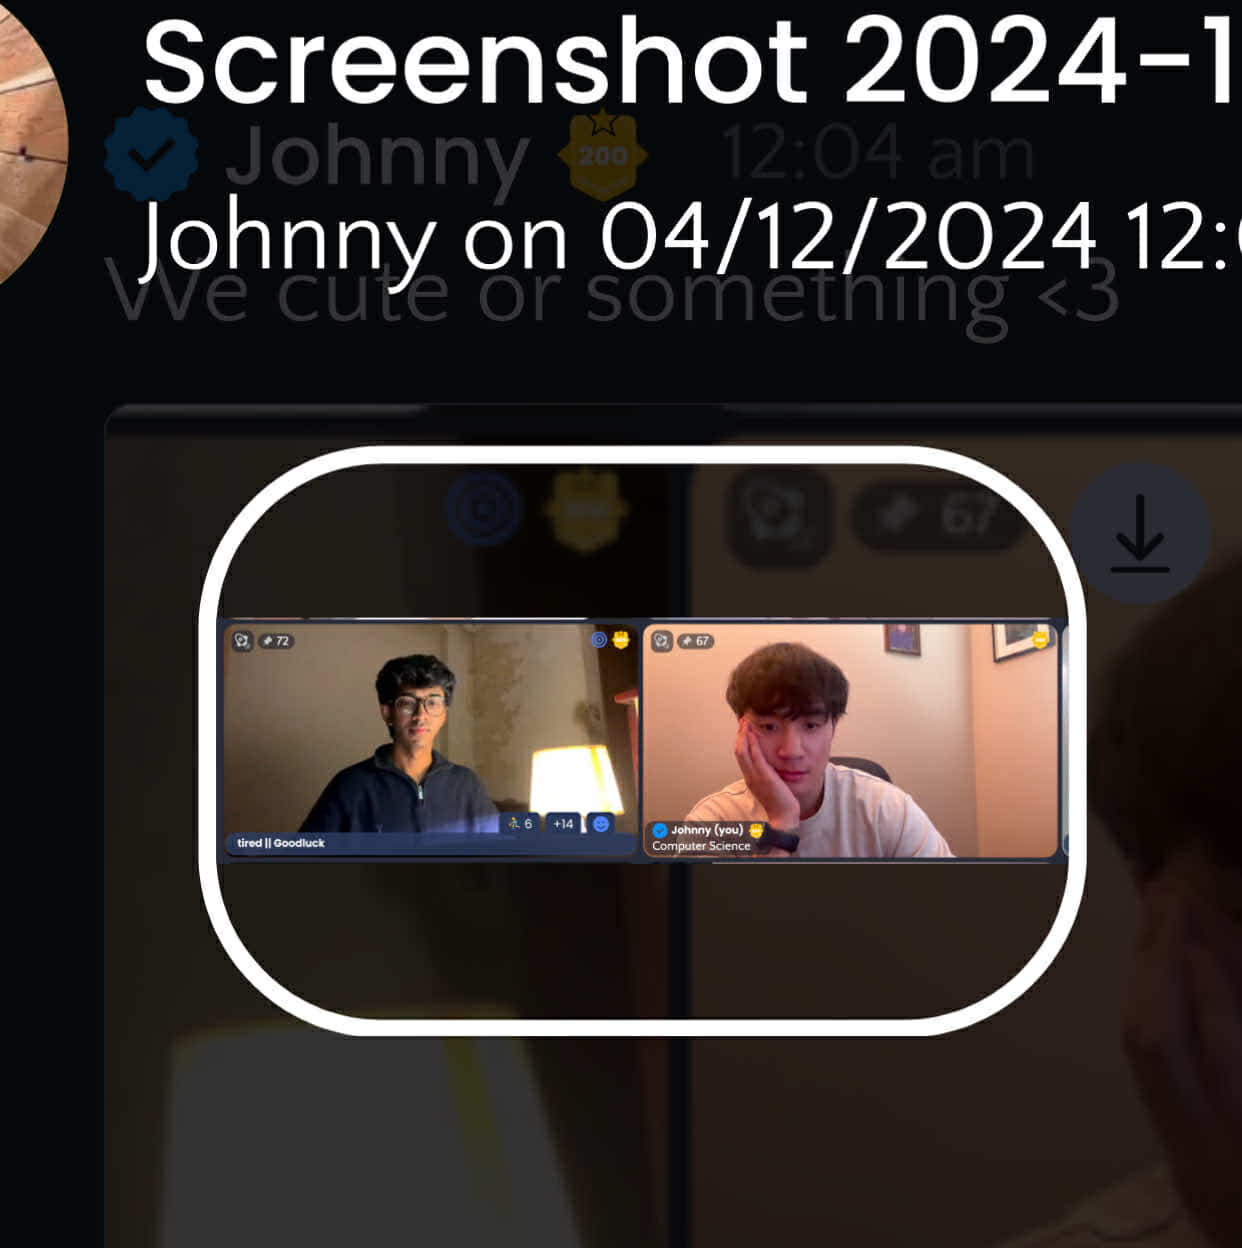 Screenshot 2024-1
Johnny 200 12:04 am
Johnny on 04/12/2024 12:
We cute or something <3
67
72
67
6 +14
tired || Goodluck
Johnny (you)
Computer Science